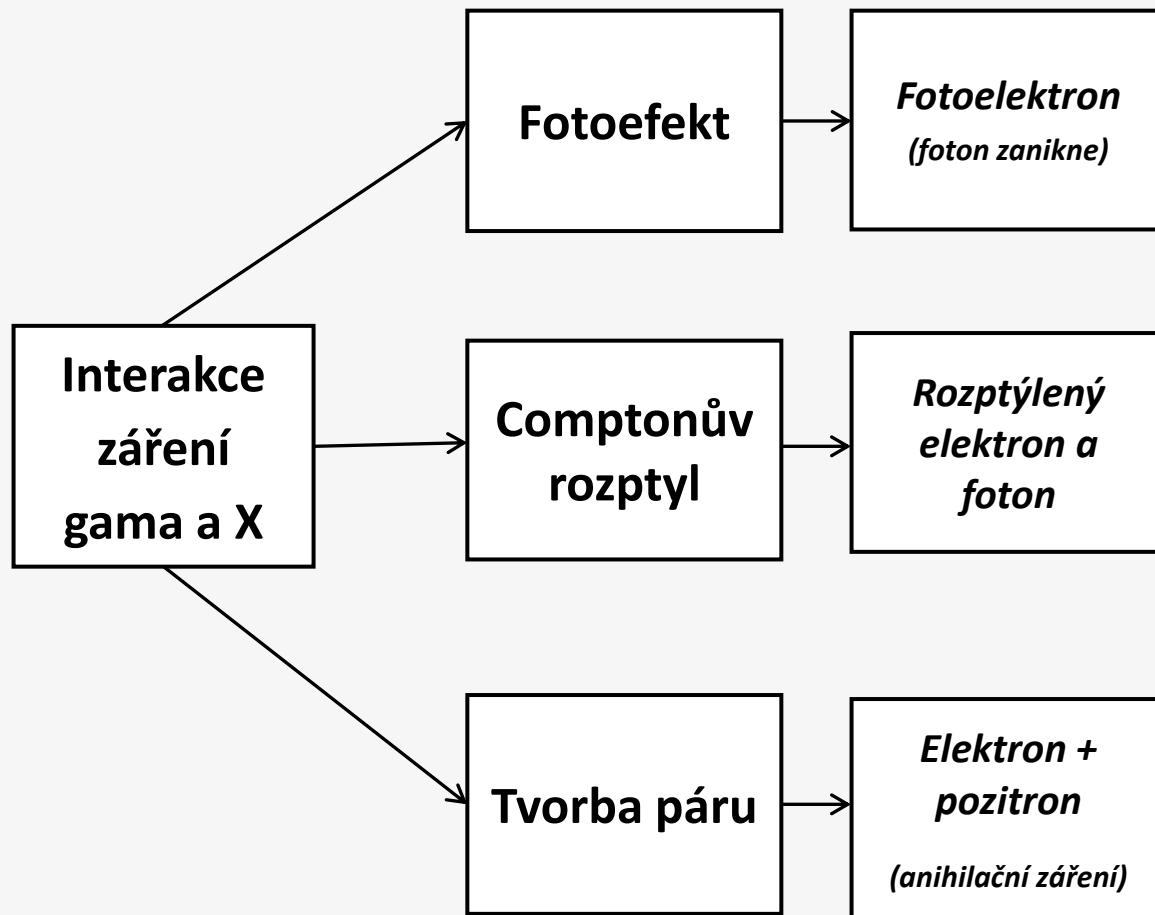 Interakce
záření
gama a X
Fotoefekt
Fotoelektron
(foton zanikne)
Comptonův
rozptyl
Rozptýlený
elektron a
foton
Tvorba páru
Elektron +
pozitron
(anihilační záření)